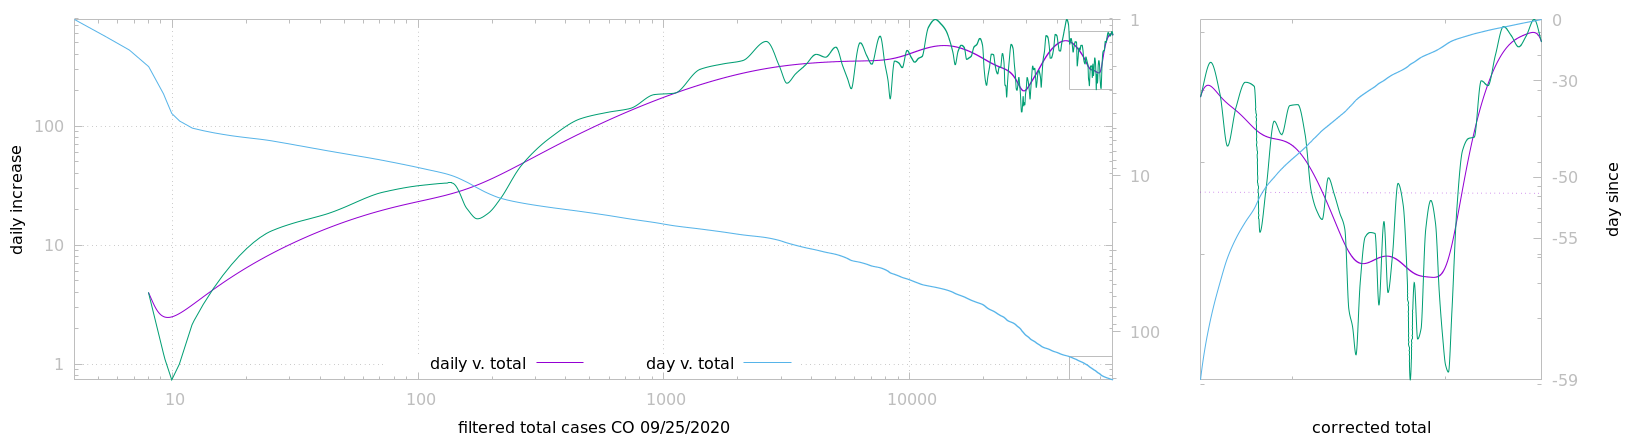 daily increase
100
10
1
daily v. total
day v. total
10
100
1000
10000
filtered total cases CO 09/25/2020
1
10
100
0
-30
-50
-55
-59
day since
corrected total